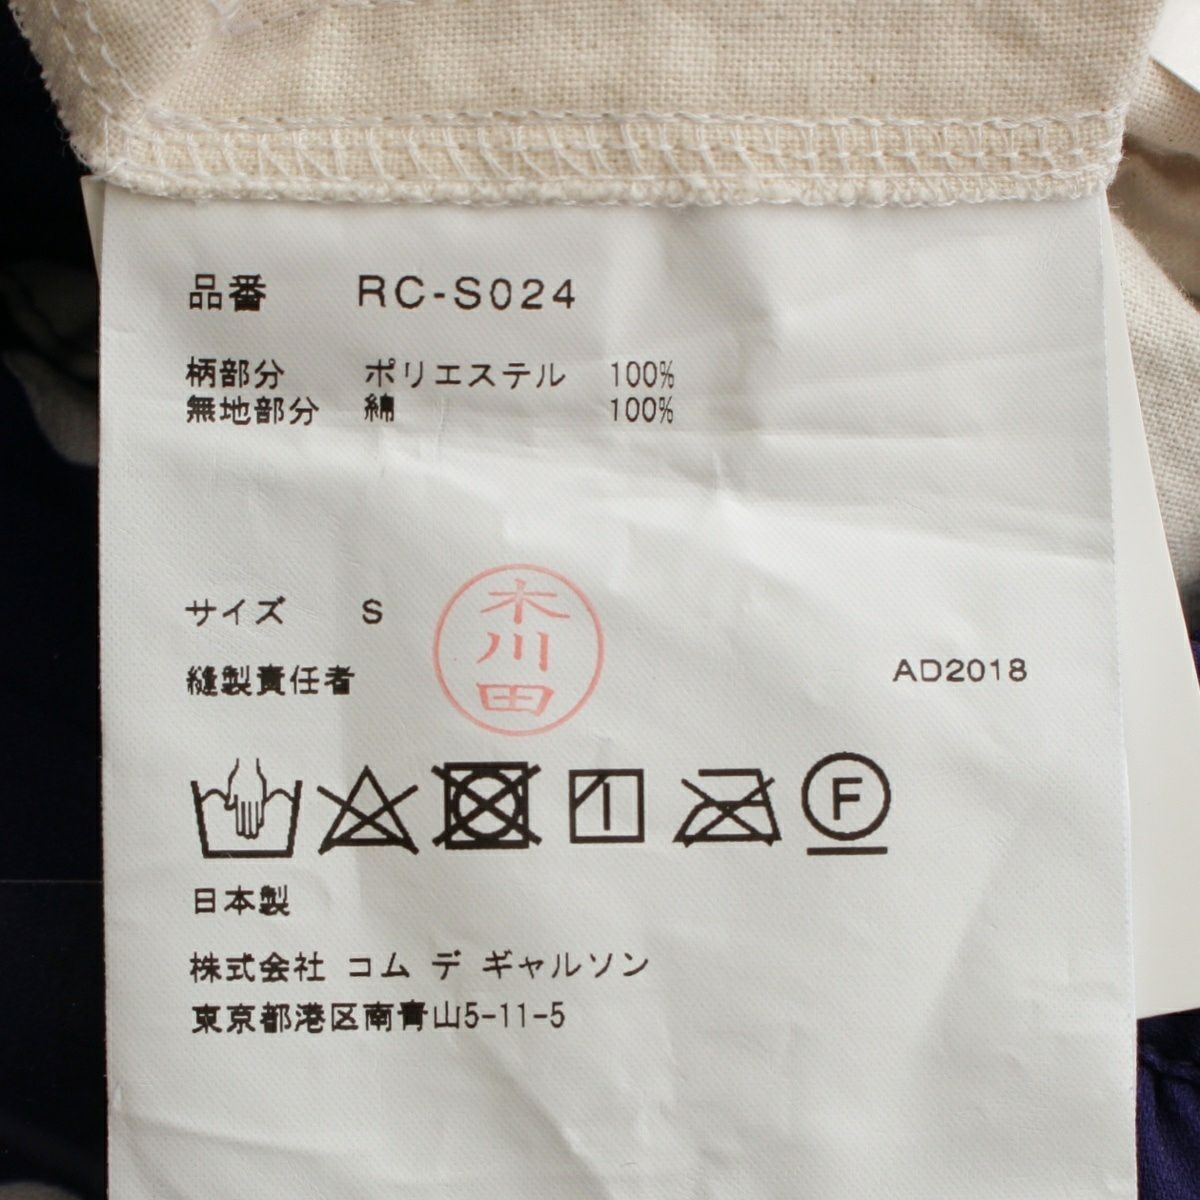 品番 RC-S024
柄部分 ポリエステル 100%
無地部分 綿 100%
サイズ S
木川田
縫製責任者
AD2018
F
日本製
株式会社 コム デ ギャルソン
東京都港区南青山5-11-5